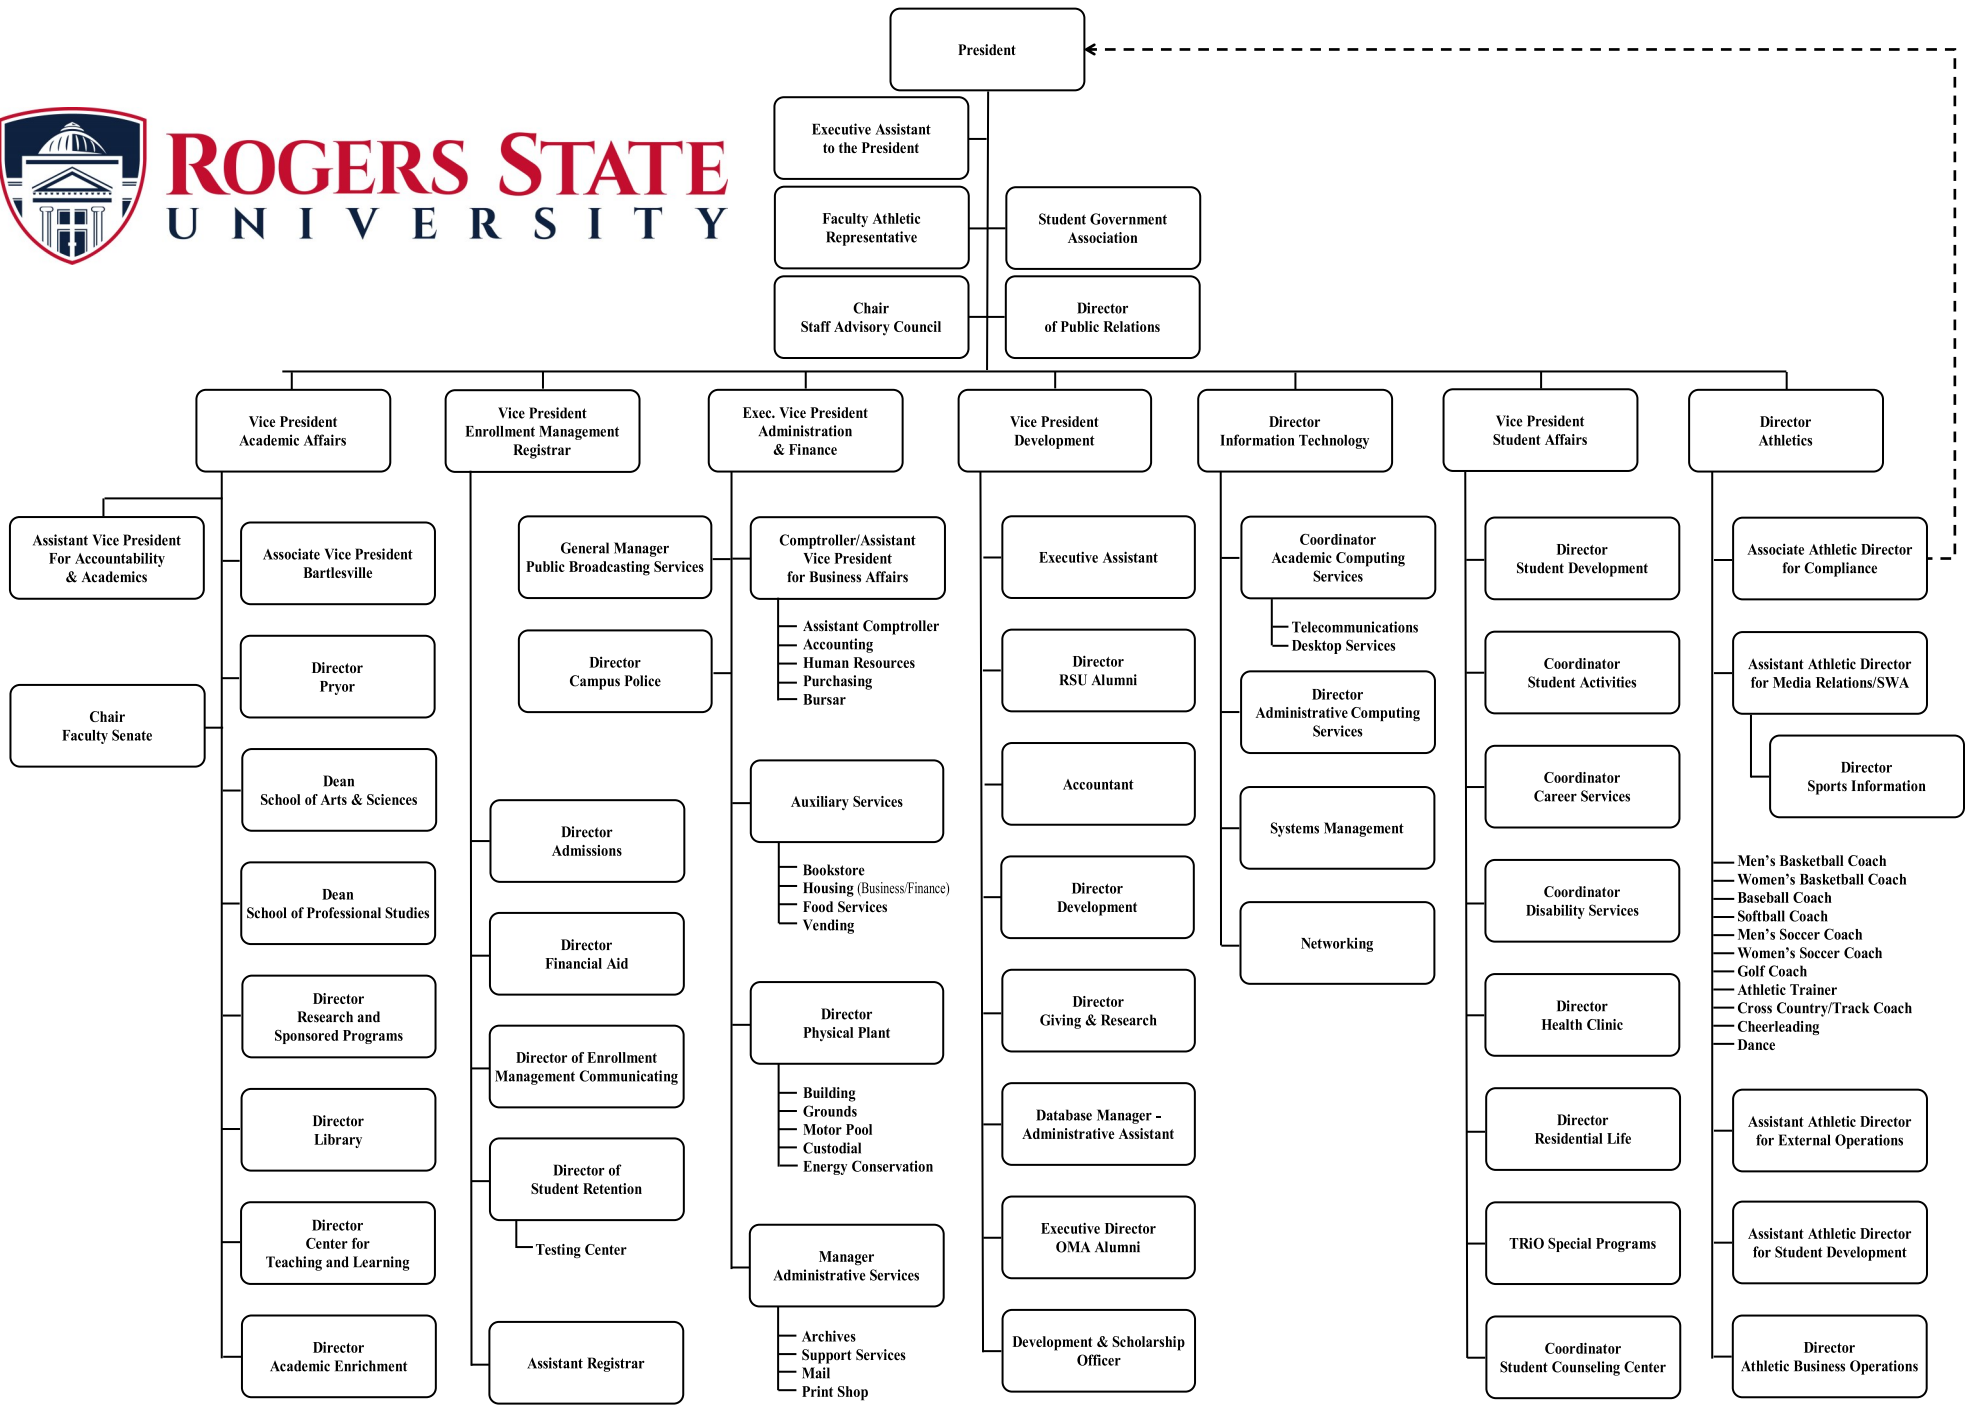 President
ROGERS STATE
UNIVERSITY
Executive Assistant
to the President
Faculty Athletic
Representative
Student Government
Association
Chair
Staff Advisory Council
Director
of Public Relations
Vice President
Academic Affairs
Vice President
Enrollment Management
Registrar
Exec. Vice President
Administration
& Finance
Vice President
Development
Director
Information Technology
Vice President
Student Affairs
Director
Athletics
Assistant Vice President
For Accountability
& Academics
Chair
Faculty Senate
Associate Vice President
Bartlesville
Director
Pryor
Dean
School of Arts & Sciences
Dean
School of Professional Studies
Director
Research and
Sponsored Programs
Director
Library
Director
Center for
Teaching and Learning
Director
Academic Enrichment
Director
Admissions
Director
Financial Aid
Director of Enrollment
Management Communicating
Director of
Student Retention
Testing Center
Assistant Registrar
General Manager
Public Broadcasting Services
Director
Campus Police
Comptroller/Assistant
Vice President
for Business Affairs
Assistant Comptroller
Accounting
Human Resources
Purchasing
Bursar
Auxiliary Services
Bookstore
Housing (Business/Finance)
Food Services
Vending
Director
Physical Plant
Building
Grounds
Motor Pool
Custodial
Energy Conservation
Manager
Administrative Services
Archives
Support Services
Mail
Print Shop
Executive Assistant
Director
RSU Alumni
Accountant
Director
Development
Director
Giving & Research
Database Manager -
Administrative Assistant
Executive Director
OMA Alumni
Development & Scholarship
Officer
Coordinator
Academic Computing
Services
Telecommunications
Desktop Services
Director
Administrative Computing
Services
Systems Management
Networking
Director
Student Development
Coordinator
Student Activities
Coordinator
Career Services
Coordinator
Disability Services
Director
Health Clinic
Director
Residential Life
TRiO Special Programs
Coordinator
Student Counseling Center
Associate Athletic Director
for Compliance
Assistant Athletic Director
for Media Relations/SWA
Director
Sports Information
Men's Basketball Coach
Women's Basketball Coach
Baseball Coach
Softball Coach
Men's Soccer Coach
Women's Soccer Coach
Golf Coach
Athletic Trainer
Cross Country/Track Coach
Cheerleading
Dance
Assistant Athletic Director
for External Operations
Assistant Athletic Director
for Student Development
Director
Athletic Business Operations